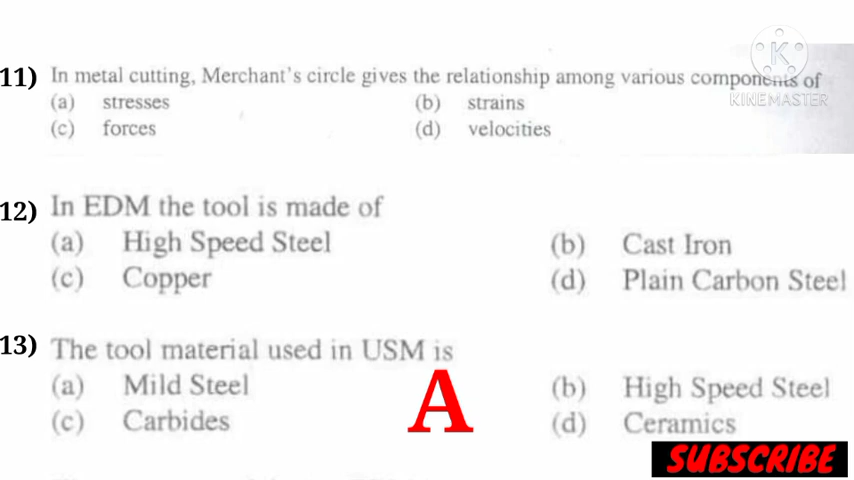 K
KINEMASTER
11) In metal cutting, Merchant's circle gives the relationship among various components of
(a) stresses (b) strains
(c) forces (d) velocities
12) In EDM the tool is made of
(a) High Speed Steel (b) Cast Iron
(c) Copper (d) Plain Carbon Steel
13) The tool material used in USM is
(a) Mild Steel (b) High Speed Steel
A
(c) Carbides (d) Ceramics
SUBSCRIBE